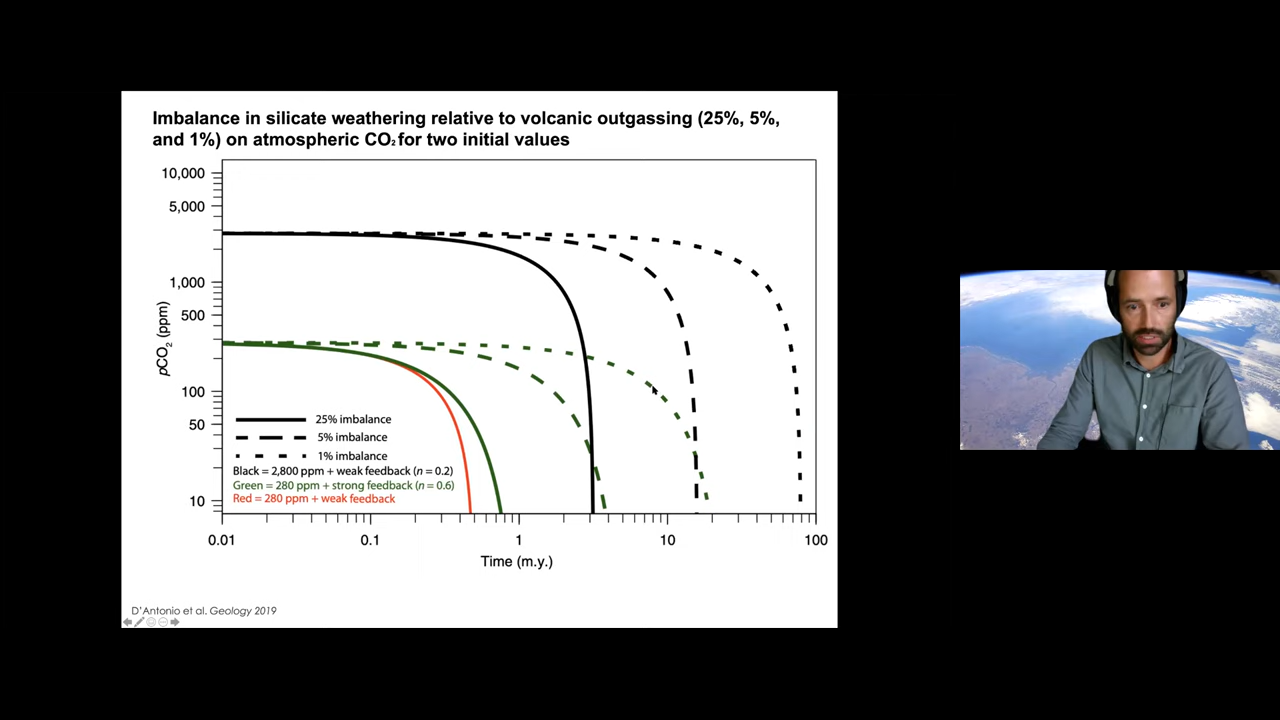 Imbalance in silicate weathering relative to volcanic outgassing (25%, 5%,
and 1%) on atmospheric CO₂ for two initial values
10,000
5,000
1,000
500
100
50
10
pCO₂ (ppm)
25% imbalance
5% imbalance
1% imbalance
Black = 2,800 ppm + weak feedback (n = 0.2)
Green = 280 ppm + strong feedback (n = 0.6)
Red = 280 ppm + weak feedback
0.01 0.1 1 10 100
Time (m.y.)
D'Antonio et al. Geology 2019